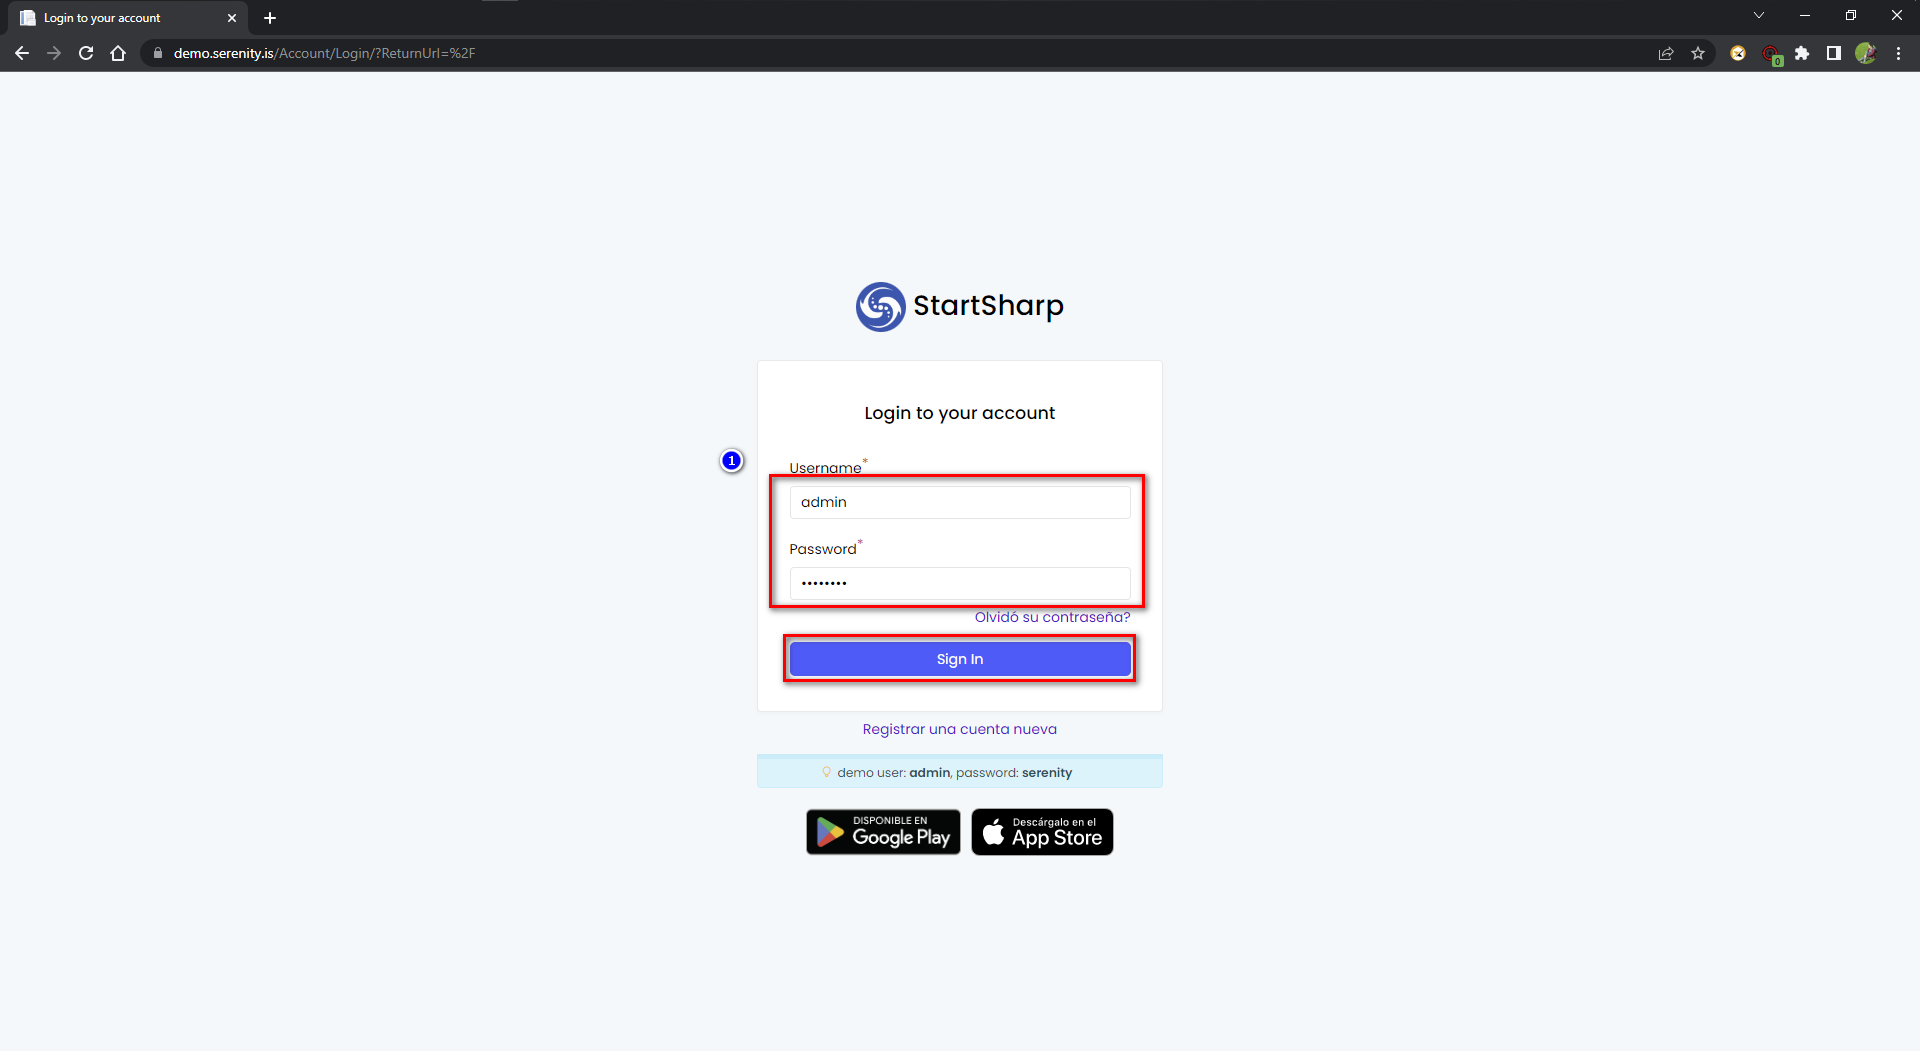 Login to your account
demo.serenity.is/Account/Login/?ReturnUrl=%2F
0
StartSharp
Login to your account
1
Username*
admin
Password*
••••••••
Olvidó su contraseña?
Sign In
Registrar una cuenta nueva
demo user: admin, password: serenity
DISPONIBLE EN
Google Play
Descárgalo en el
App Store